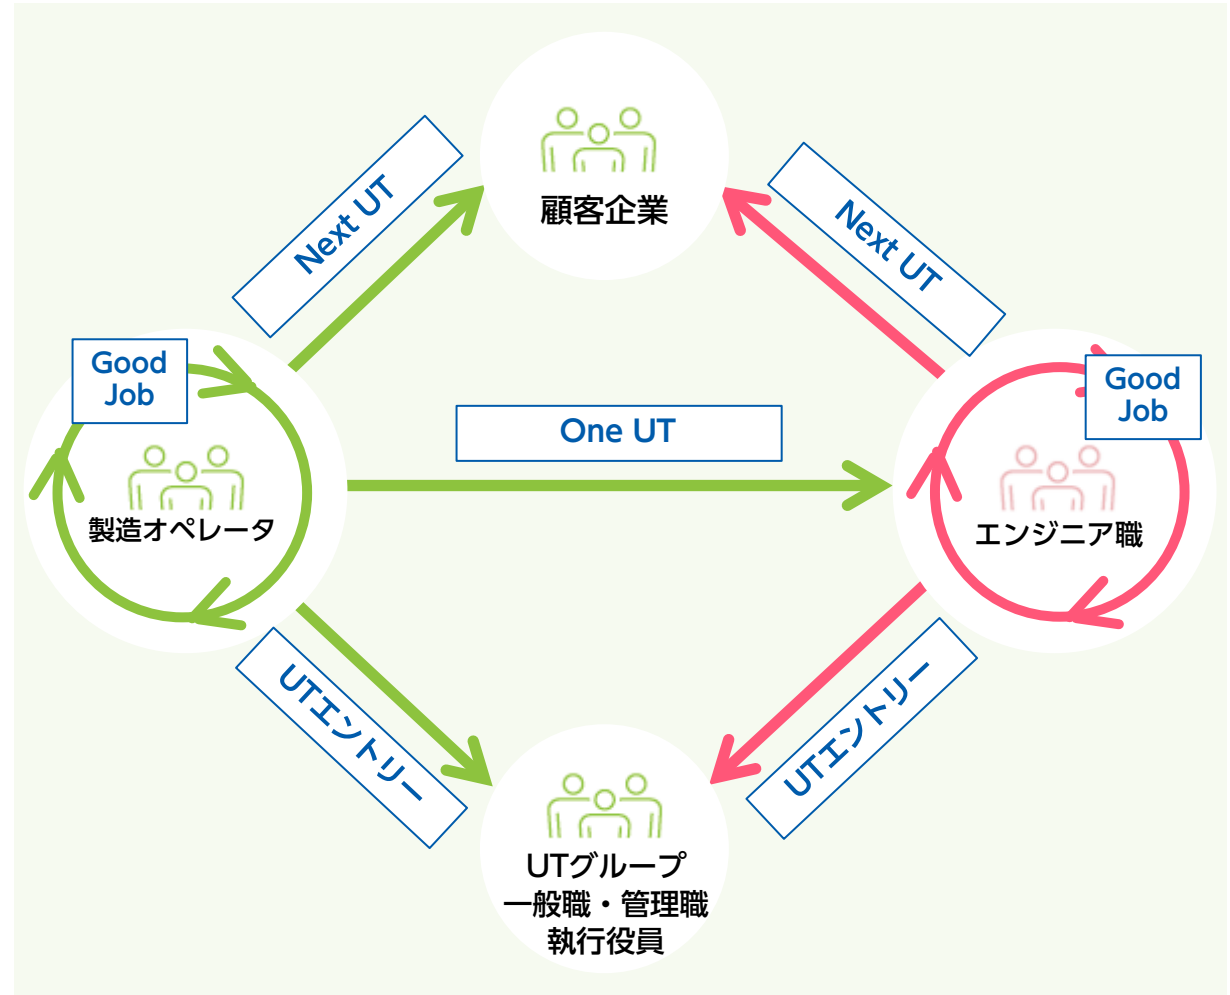 顧客企業
Next UT
Next UT
Good
Job
Good
Job
One UT
製造オペレータ
エンジニア職
UTエントリー
UTエントリー
UTグループ
一般職・管理職
執行役員